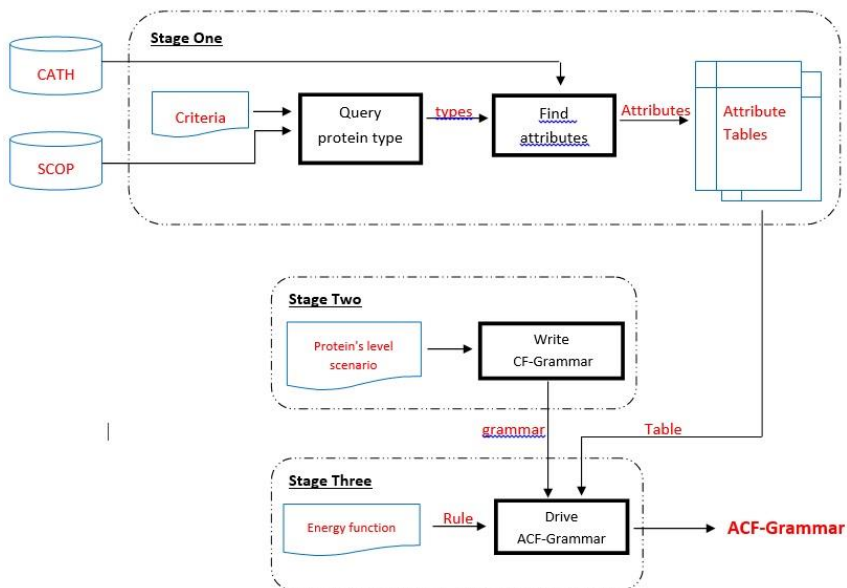 Stage One
CATH
SCOP
Criteria
Query
protein type
types
Find
attributes
Attributes
Attribute
Tables
Stage Two
Protein's level
scenario
Write
CF-Grammar
grammar
Table
Stage Three
Energy function
Rule
Drive
ACF-Grammar
ACF-Grammar